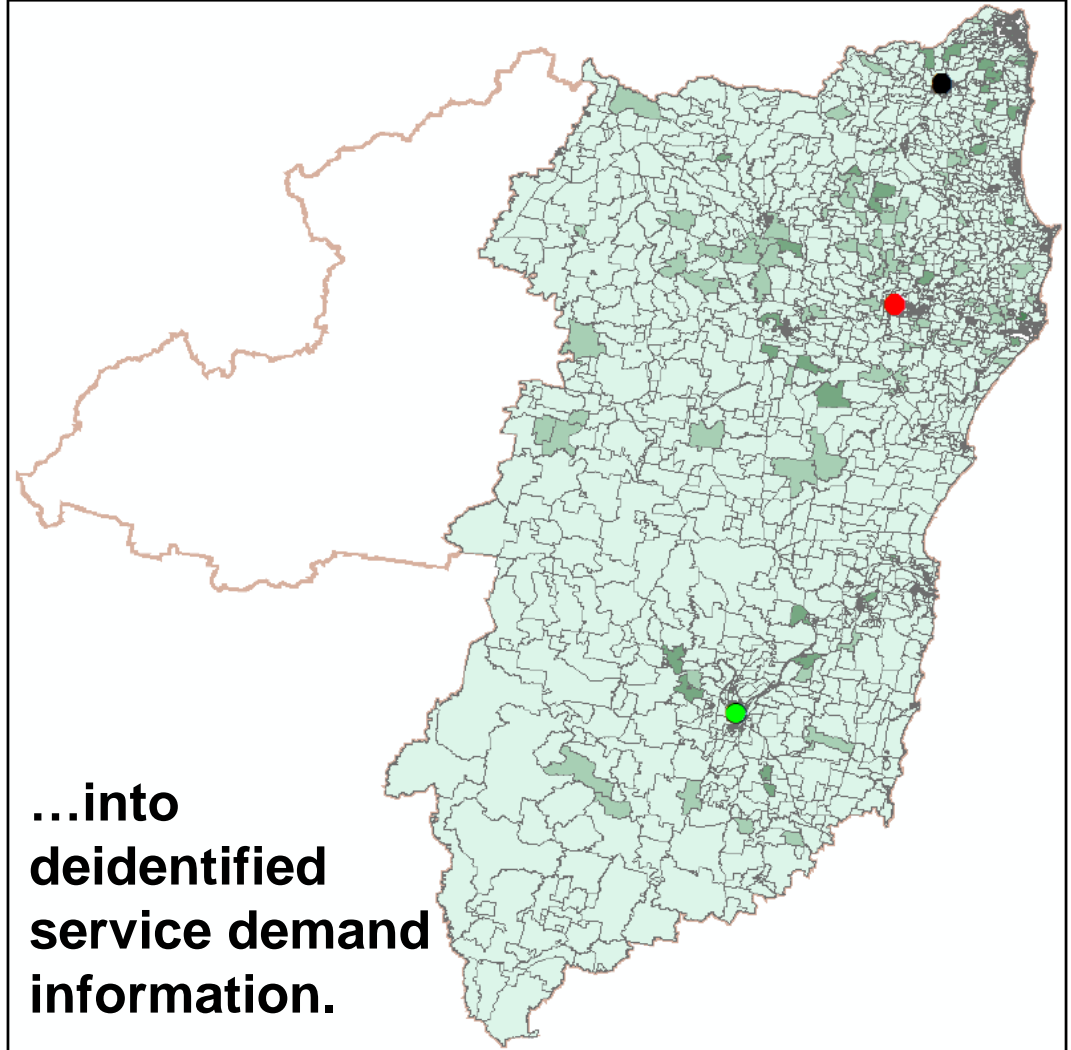 …into
deidentified
service demand
information.